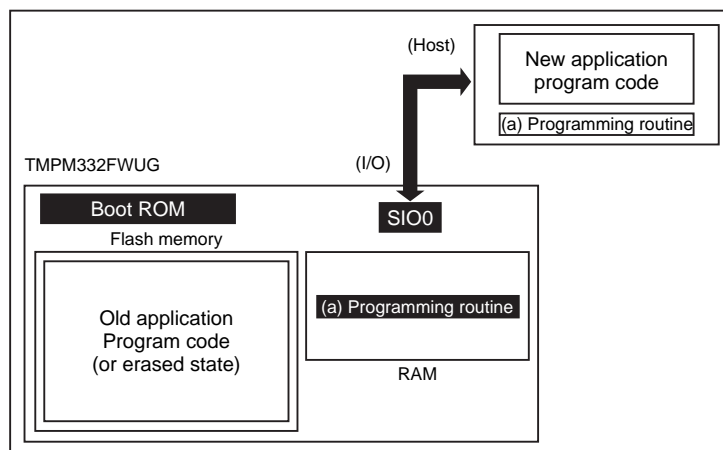 (Host)
New application
program code
(a) Programming routine
TMPM332FWUG
(I/O)
Boot ROM
SIO0
Flash memory
Old application
Program code
(or erased state)
(a) Programming routine
RAM